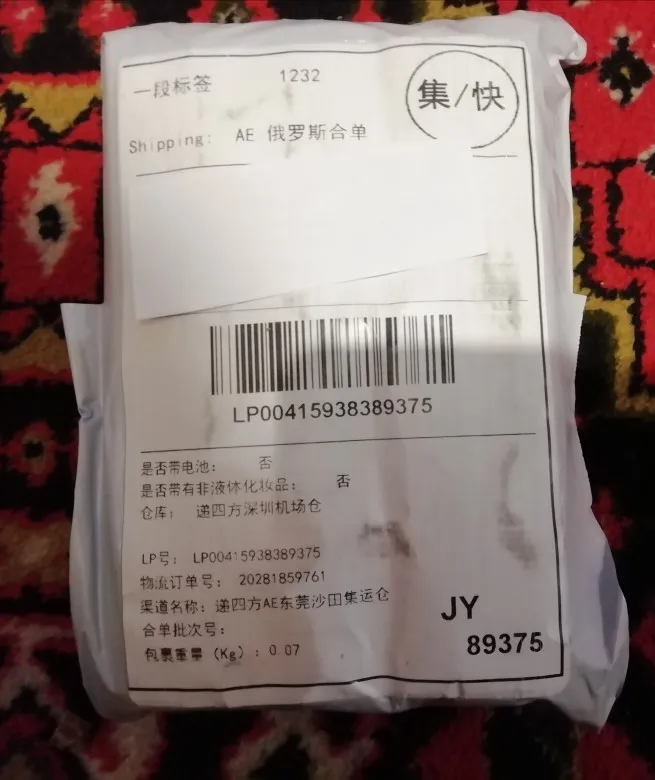 一段标签 1232
集/快
Shipping: AE 俄罗斯合单
LP00415938389375
是否带电池: 否
是否带有非液体化妆品: 否
仓库: 递四方深圳机场仓
LP号: LP00415938389375
物流订单号: 20281859761
渠道名称: 递四方AE东莞沙田集运仓
合单批次号:
JY
包裹重量 (Kg) : 0.07
89375